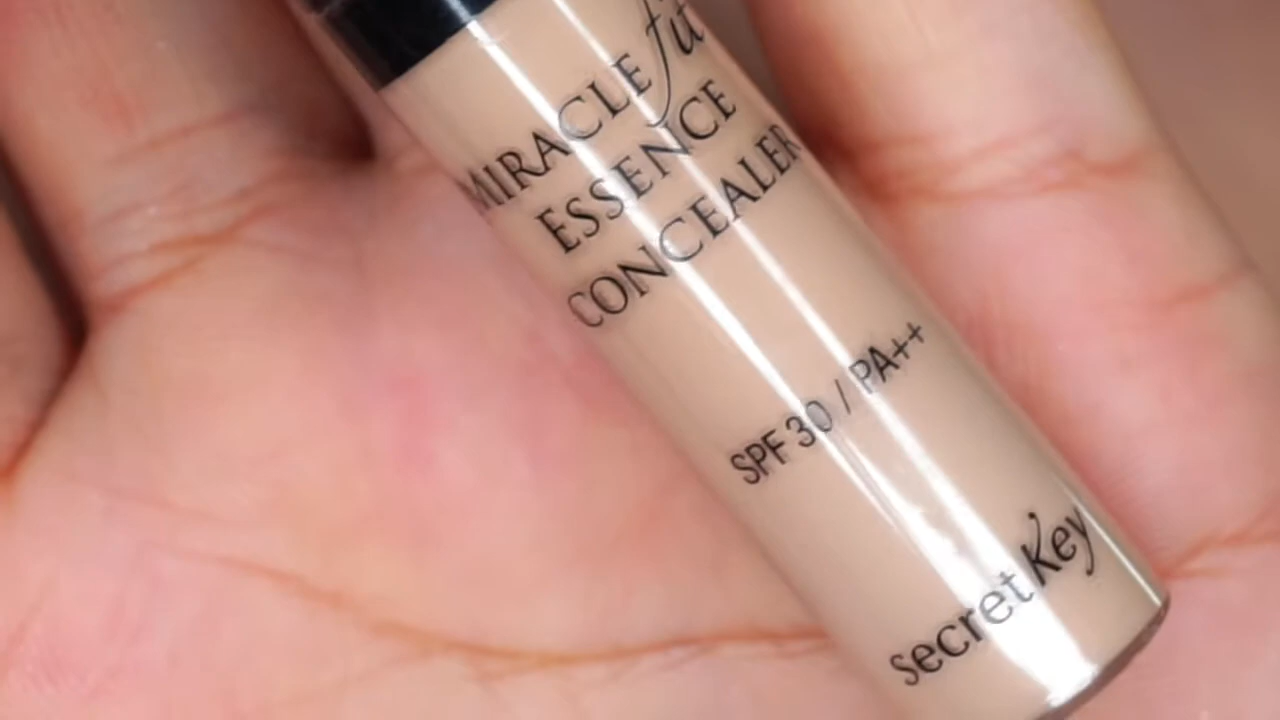 MIRACLE fit
ESSENCE
CONCEALER
SPF 30 / PA++
secret Key